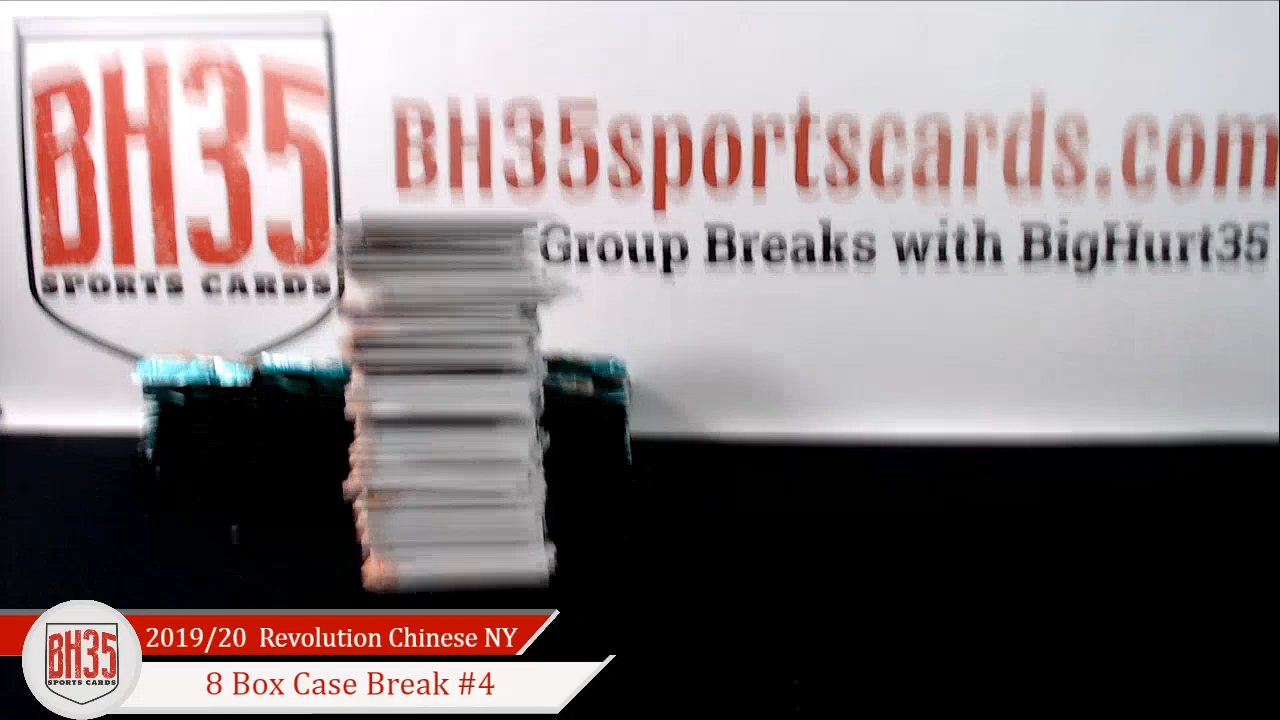 BH35
SPORTS CARDS
BH35sportscards.com
Group Breaks with BigHurt35
2019/20 Revolution Chinese NY
8 Box Case Break #4
BH35
SPORTS CARDS